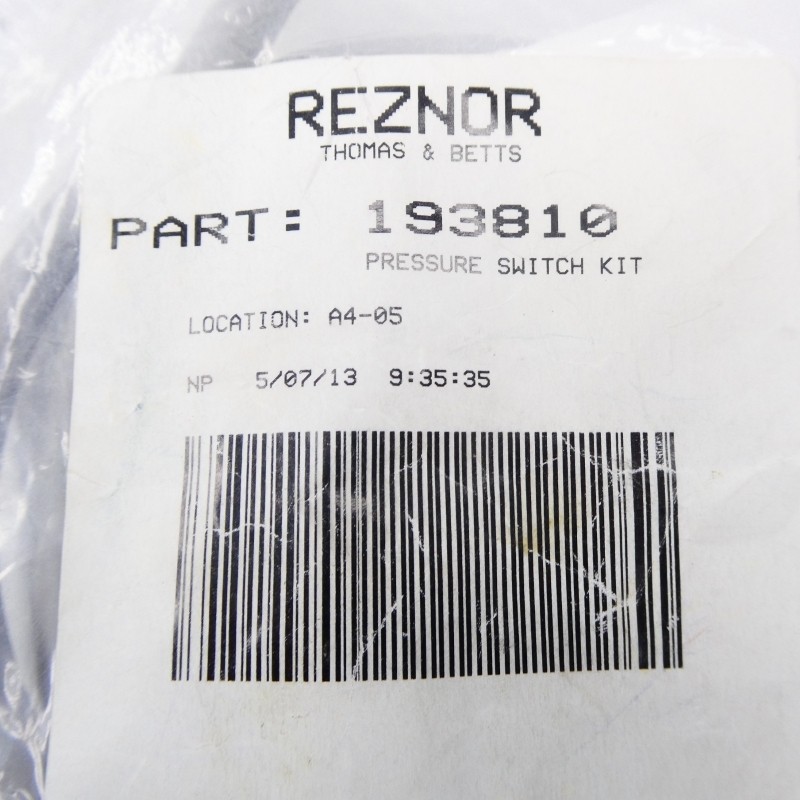 REZNOR
THOMAS & BETTS
PART: 193810
PRESSURE SWITCH KIT
LOCATION: A4-05
NP 5/07/13 9:35:35